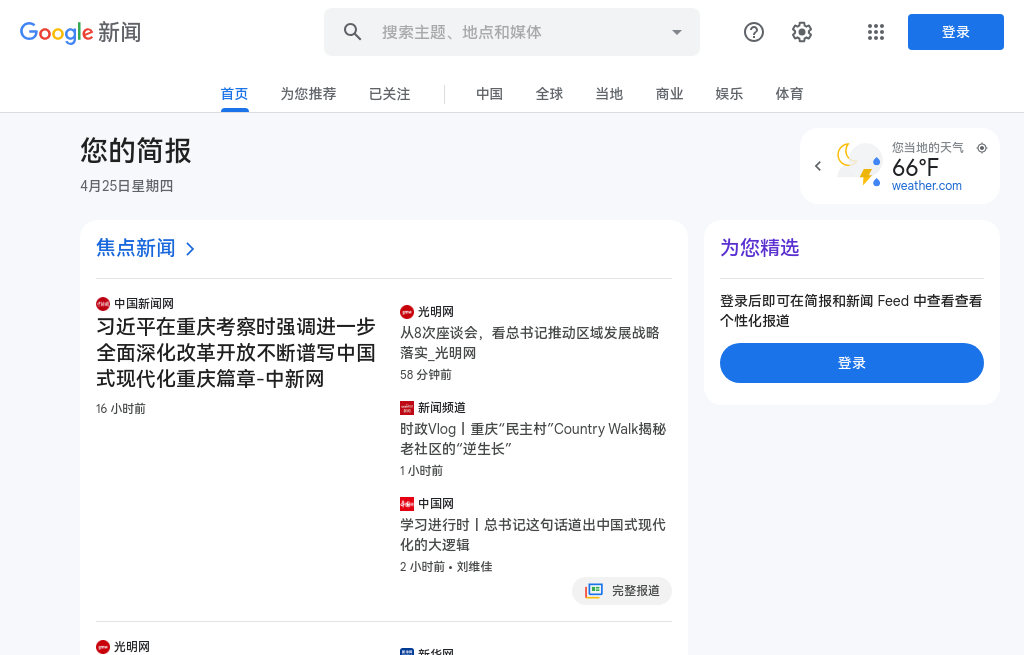 Google 新闻
搜索主题、地点和媒体
登录
首页
为您推荐
已关注
中国
全球
当地
商业
娱乐
体育
您的简报
4月25日星期四
您当地的天气
66°F
weather.com
焦点新闻
中国新闻网
习近平在重庆考察时强调进一步
全面深化改革开放不断谱写中国
式现代化重庆篇章-中新网
16 小时前
光明网
从8次座谈会，看总书记推动区域发展战略
落实_光明网
58 分钟前
新闻频道
时政Vlog丨重庆“民主村”Country Walk揭秘
老社区的“逆生长”
1 小时前
中国网
学习进行时丨总书记这句话道出中国式现代
化的大逻辑
2 小时前 • 刘维佳
完整报道
光明网
新华网
为您精选
登录后即可在简报和新闻 Feed 中查看查看
个性化报道
登录